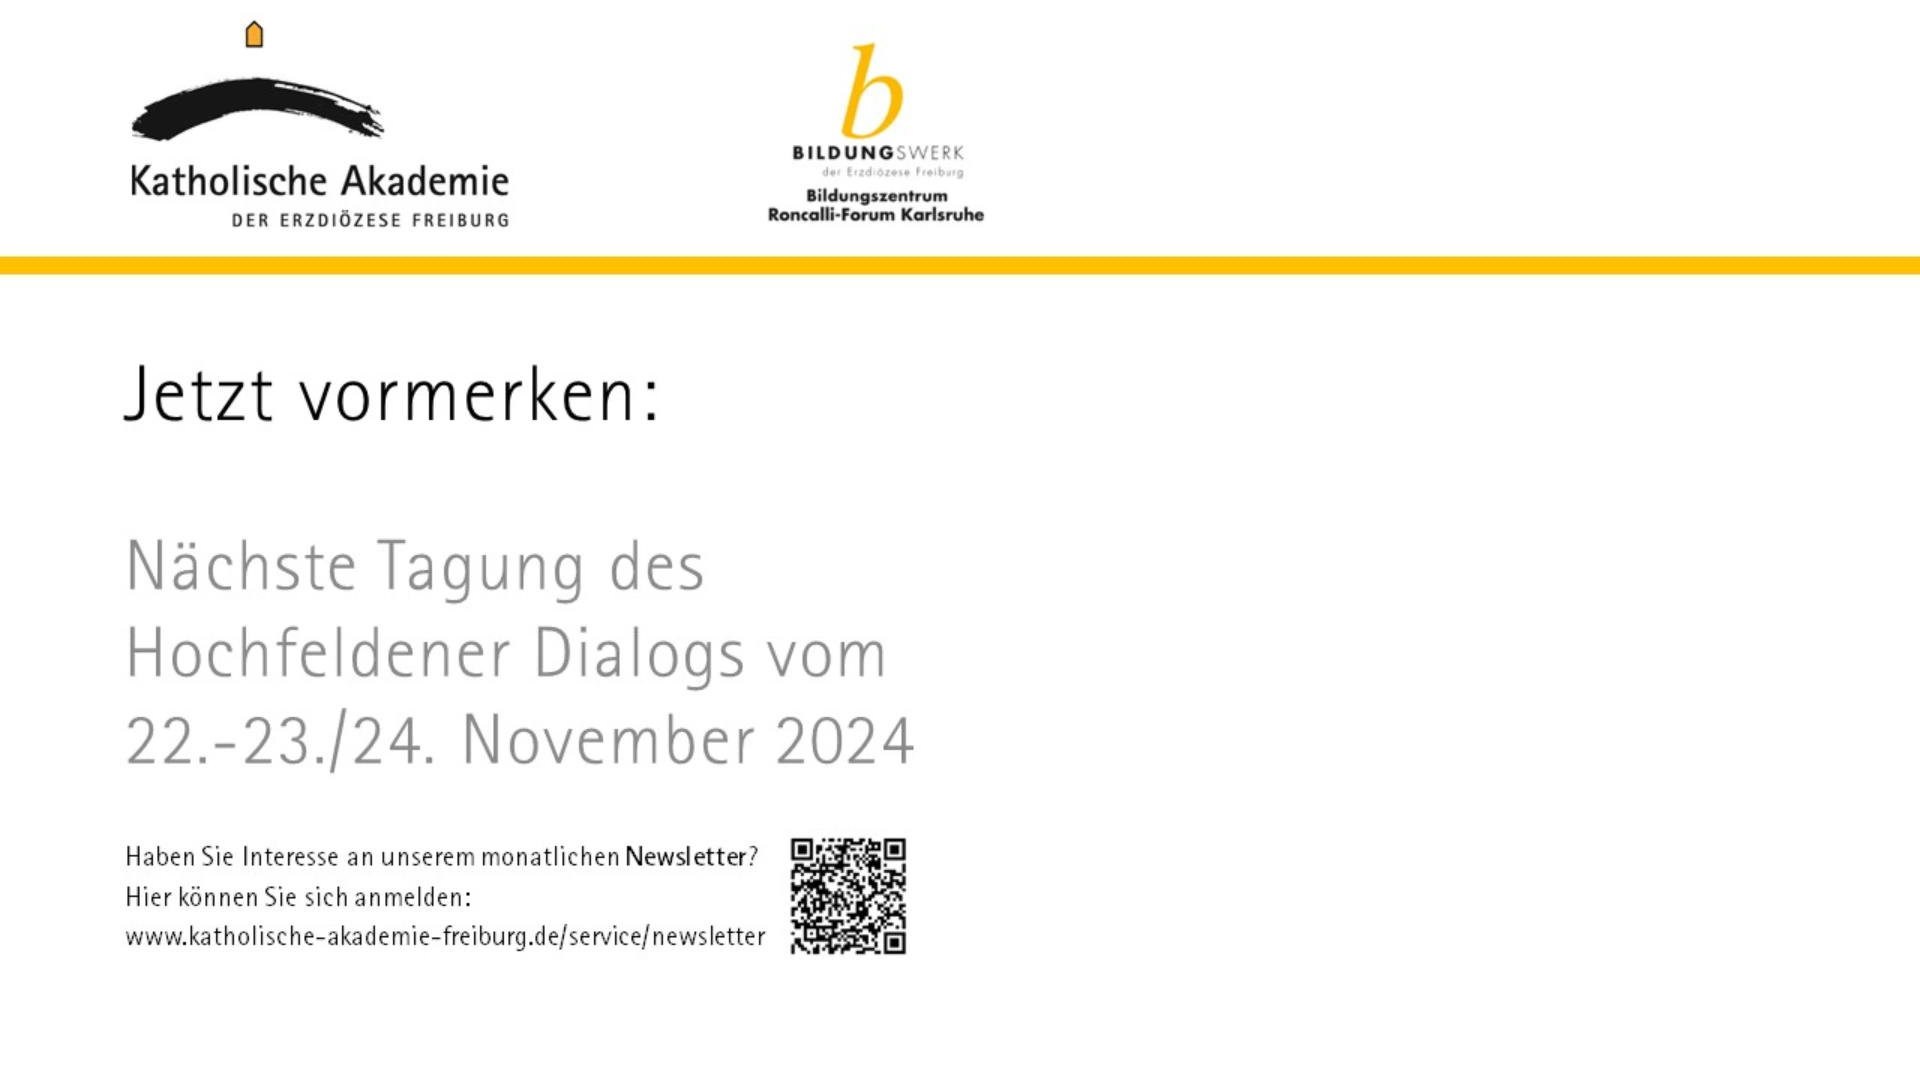 Katholische Akademie
DER ERZDIÖZESE FREIBURG
b
BILDUNGSWERK
der Erzdiözese Freiburg
Bildungszentrum
Roncalli-Forum Karlsruhe
Jetzt vormerken:
Nächste Tagung des
Hochfeldener Dialogs vom
22.-23./24. November 2024
Haben Sie Interesse an unserem monatlichen Newsletter?
Hier können Sie sich anmelden:
www.katholische-akademie-freiburg.de/service/newsletter